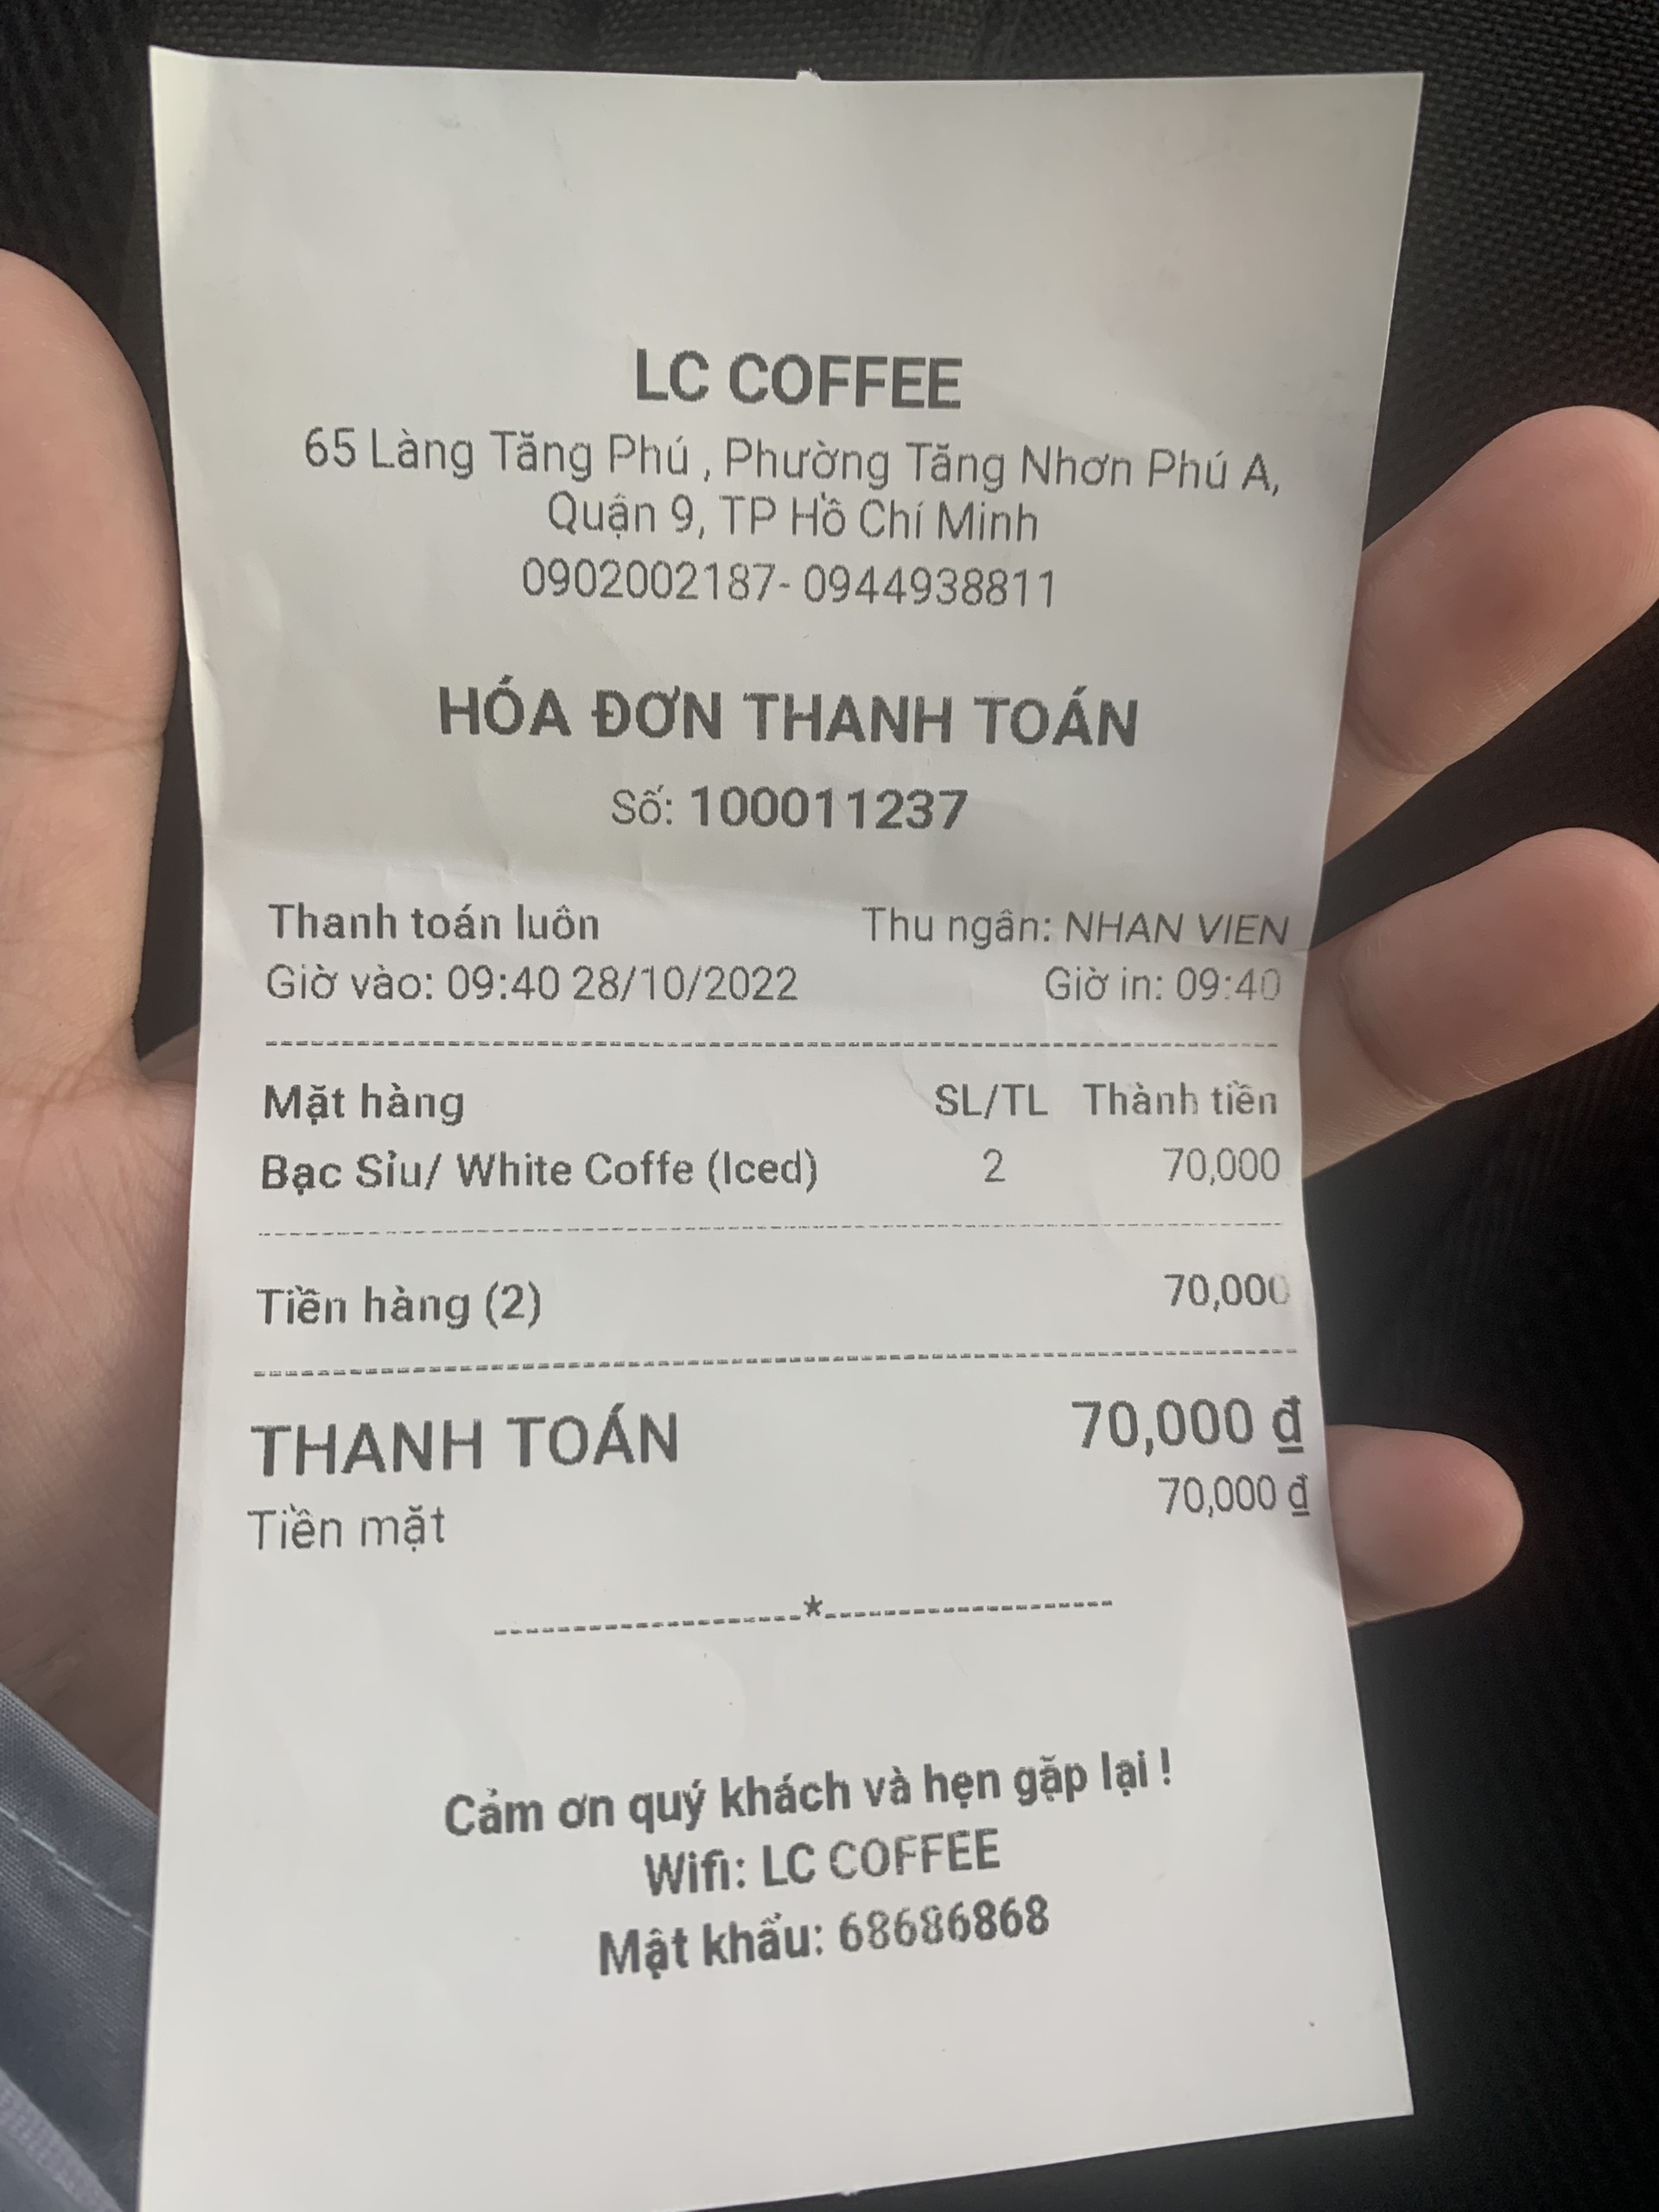 LC COFFEE
65 Làng Tăng Phú , Phường Tăng Nhơn Phú A,
Quận 9, TP Hồ Chí Minh
0902002187- 0944938811
HÓA ĐƠN THANH TOÁN
Số: 100011237
Thanh toán luôn Thu ngân: NHAN VIEN
Giờ vào: 09:40 28/10/2022 Giờ in: 09:40
Mặt hàng SL/TL Thành tiền
Bạc Sỉu/ White Coffe (Iced) 2 70,000
Tiền hàng (2) 70,000
THANH TOÁN 70,000 đ
Tiền mặt 70,000 đ
--------------------*--------------------
Cảm ơn quý khách và hẹn gặp lại !
Wifi: LC COFFEE
Mật khẩu: 68686868